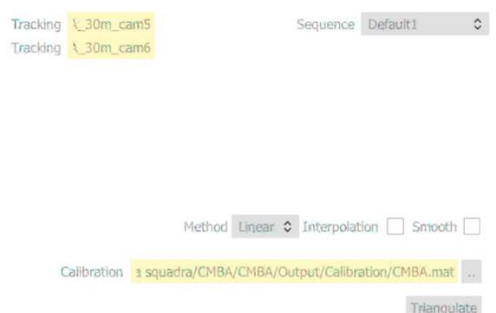 Tracking \_30m_cam5 Sequence Default1
Tracking \_30m_cam6
Method Linear Interpolation Smooth
Calibration a squadra/CMBA/CMBA/Output/Calibration/CMBA.mat ..
Triangulate